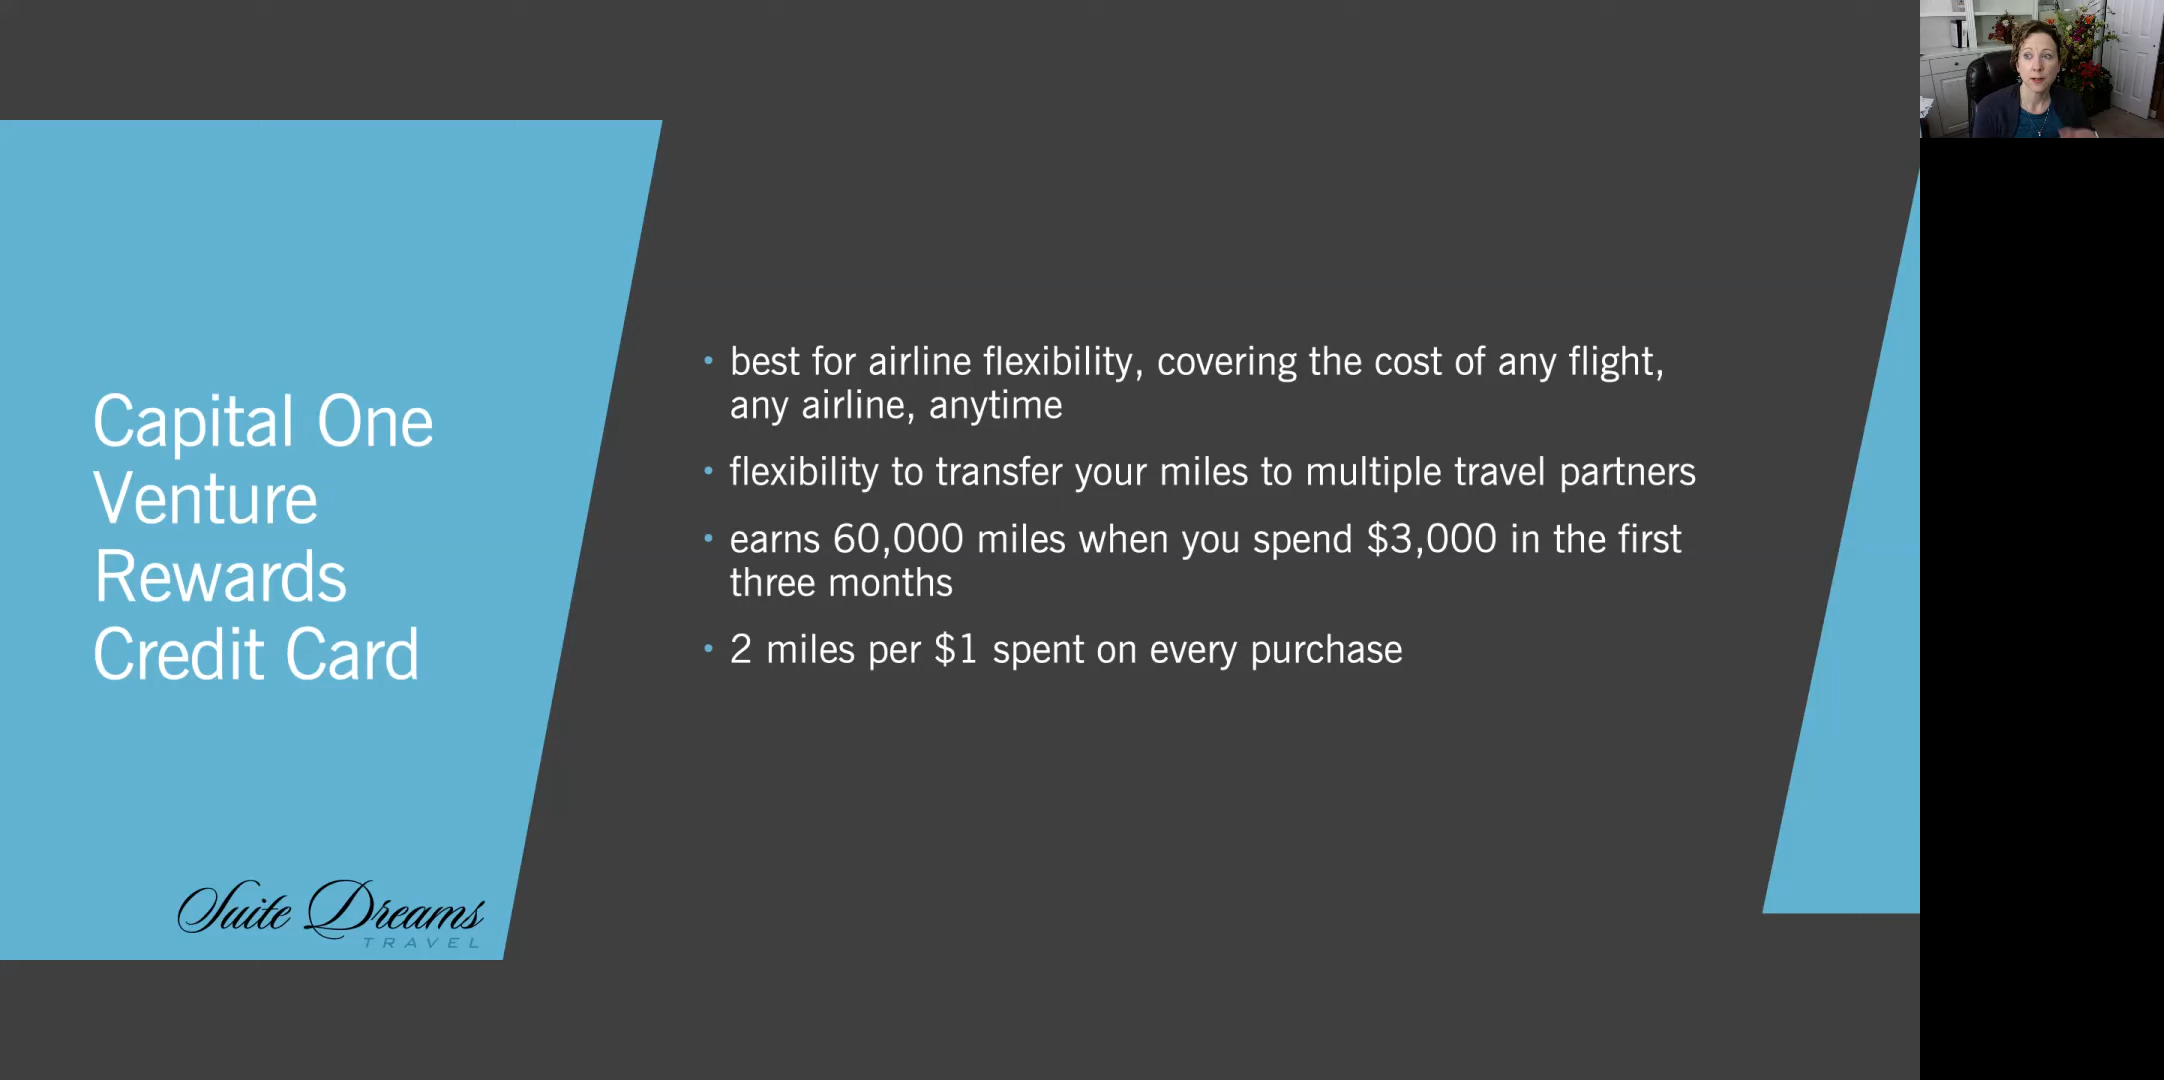 Capital One
Venture
Rewards
Credit Card
best for airline flexibility, covering the cost of any flight,
any airline, anytime
flexibility to transfer your miles to multiple travel partners
earns 60,000 miles when you spend $3,000 in the first
three months
2 miles per $1 spent on every purchase
Suite Dreams
TRAVEL